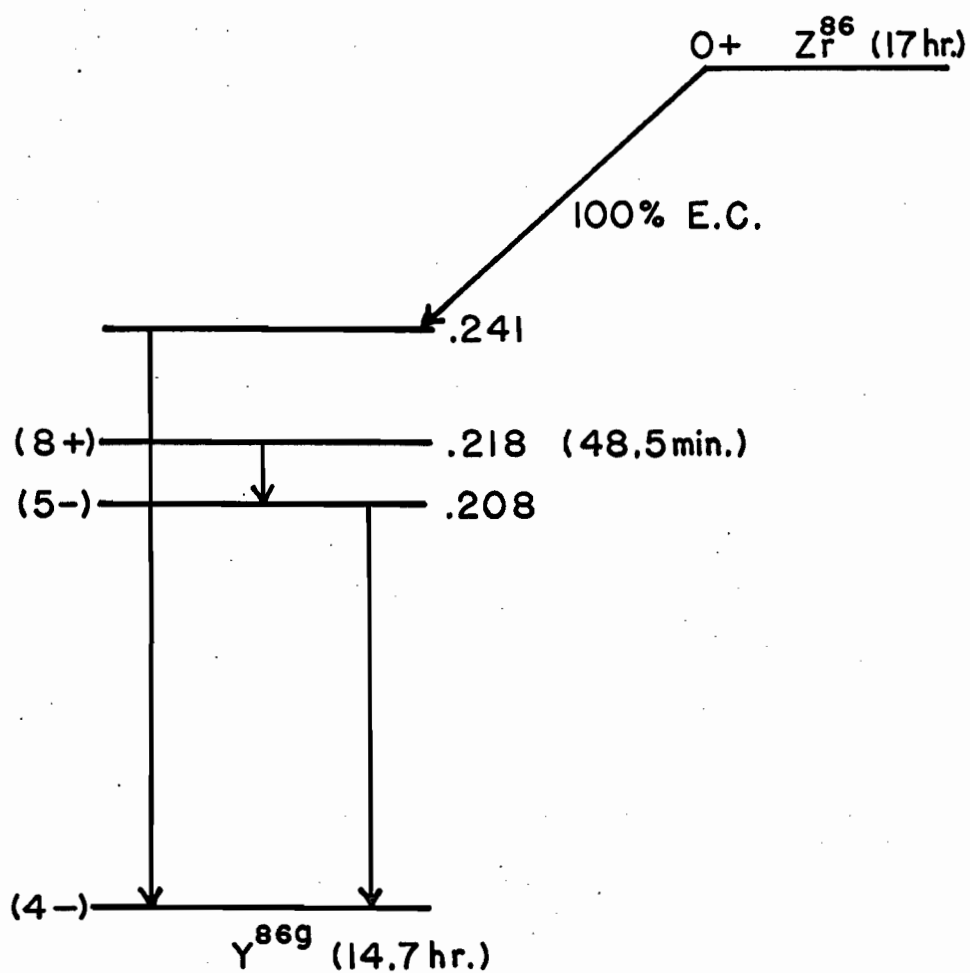 0+ Zr86 (17 hr.)
100% E.C.
.241
(8+) .218 (48.5 min.)
(5-) .208
(4-)
Y86g (14.7 hr.)